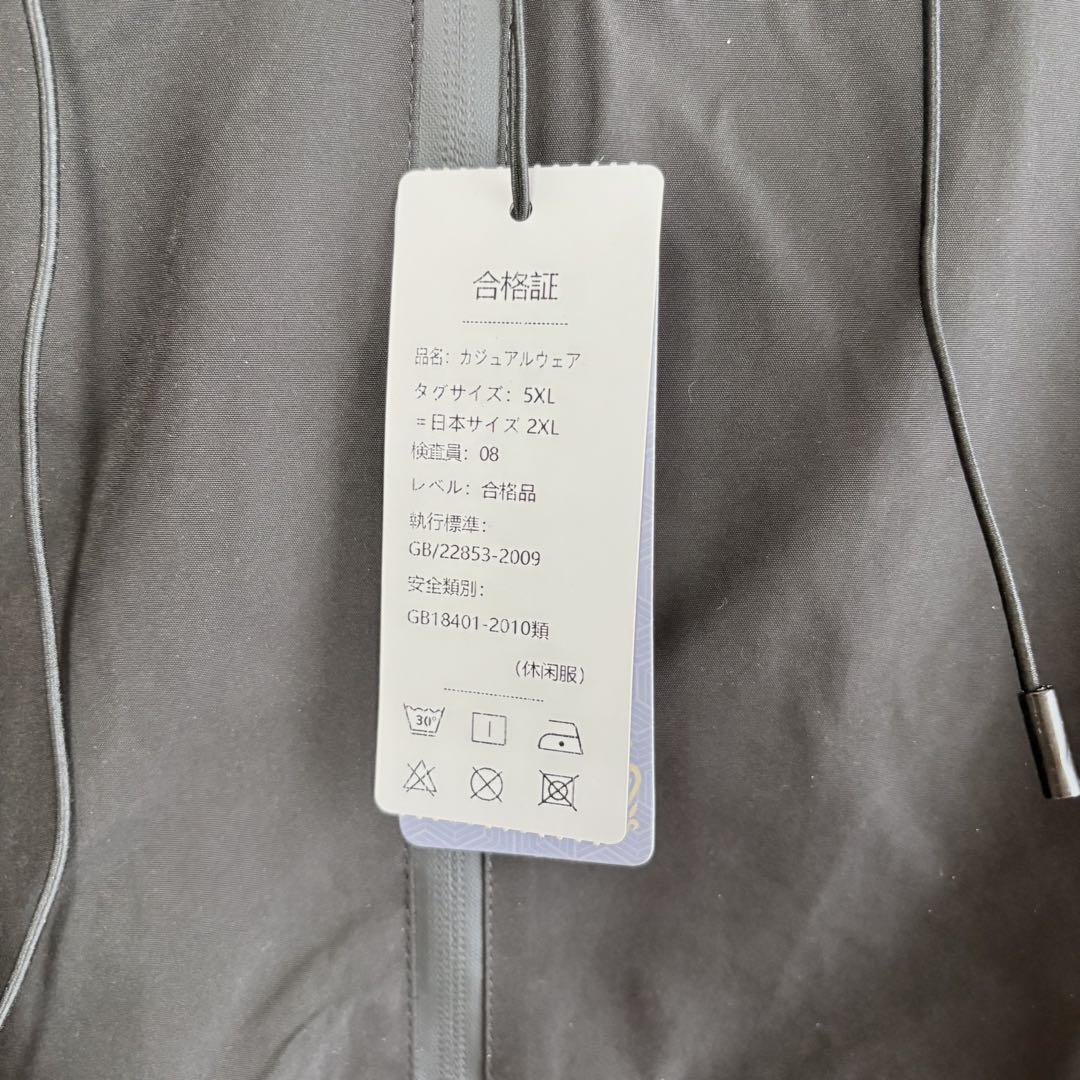 合格証
品名：カジュアルウェア
タグサイズ：5XL
＝日本サイズ 2XL
検査員：08
レベル：合格品
執行標準：
GB/22853-2009
安全類別：
GB18401-2010類
（休闲服）
30°